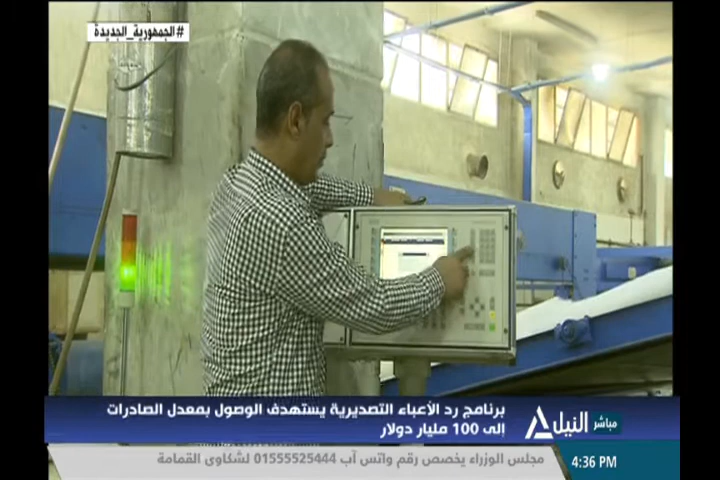 #الجمهورية_الجديدة
برنامج رد الأعباء التصديرية يستهدف الوصول بمعدل الصادرات
إلى 100 مليار دولار
النيل مباشر
مجلس الوزراء يخصص رقم واتس آب 01555525444 لشكاوى القمامة
4:36 PM